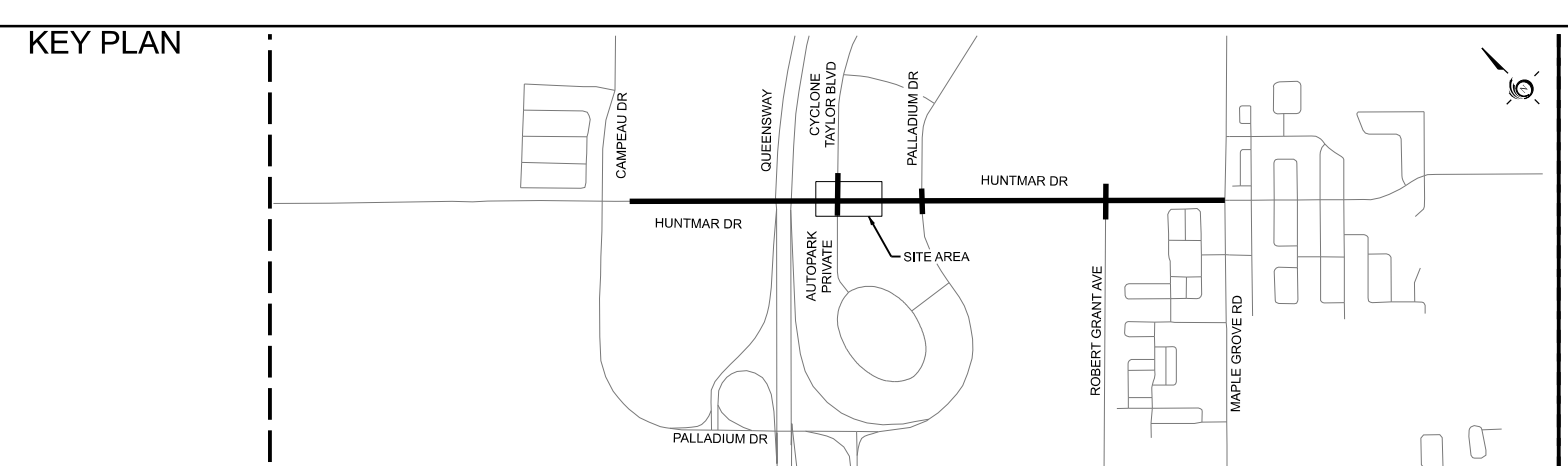 KEY PLAN
CAMPEAU DR
QUEENSWAY
CYCLONE
TAYLOR BLVD
PALLADIUM DR
HUNTMAR DR
HUNTMAR DR
AUTOPARK
PRIVATE
SITE AREA
ROBERT GRANT AVE
MAPLE GROVE RD
PALLADIUM DR